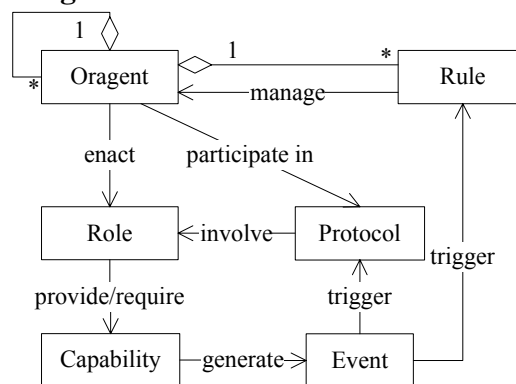 1
Oragent
*
1
*
Rule
manage
enact
participate in
Role
involve
Protocol
trigger
provide/require
trigger
Capability
generate
Event